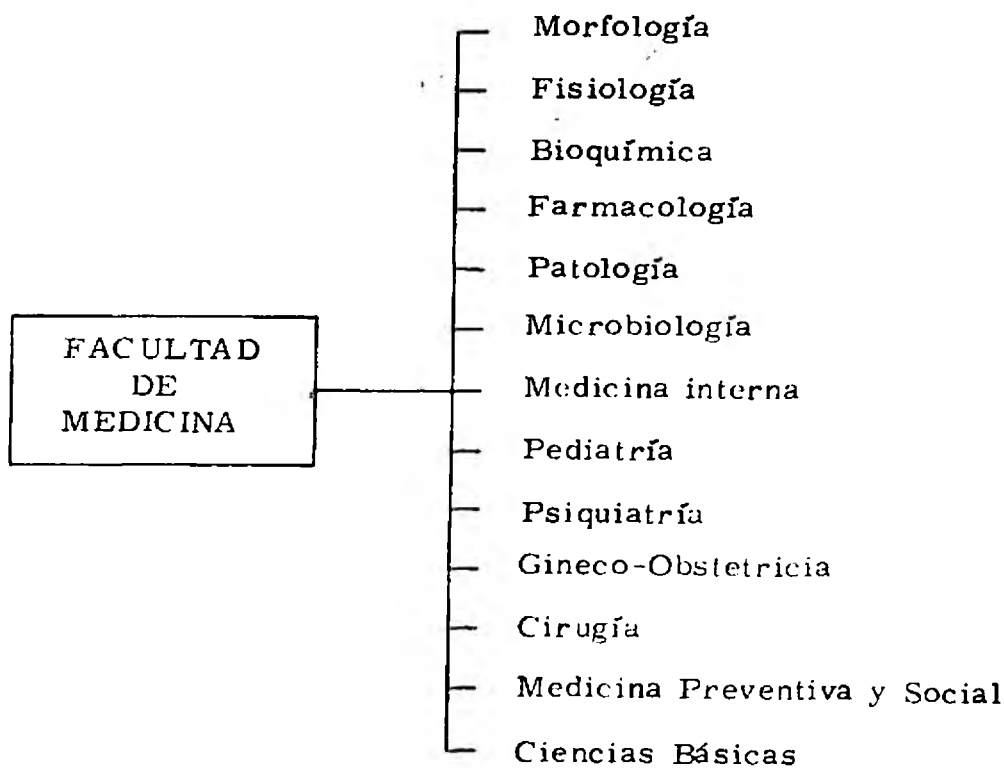 Morfología
Fisiología
Bioquímica
Farmacología
Patología
Microbiología
FACULTAD
DE
MEDICINA
Medicina interna
Pediatría
Psiquiatría
Gineco-Obstetricia
Cirugía
Medicina Preventiva y Social
Ciencias Básicas